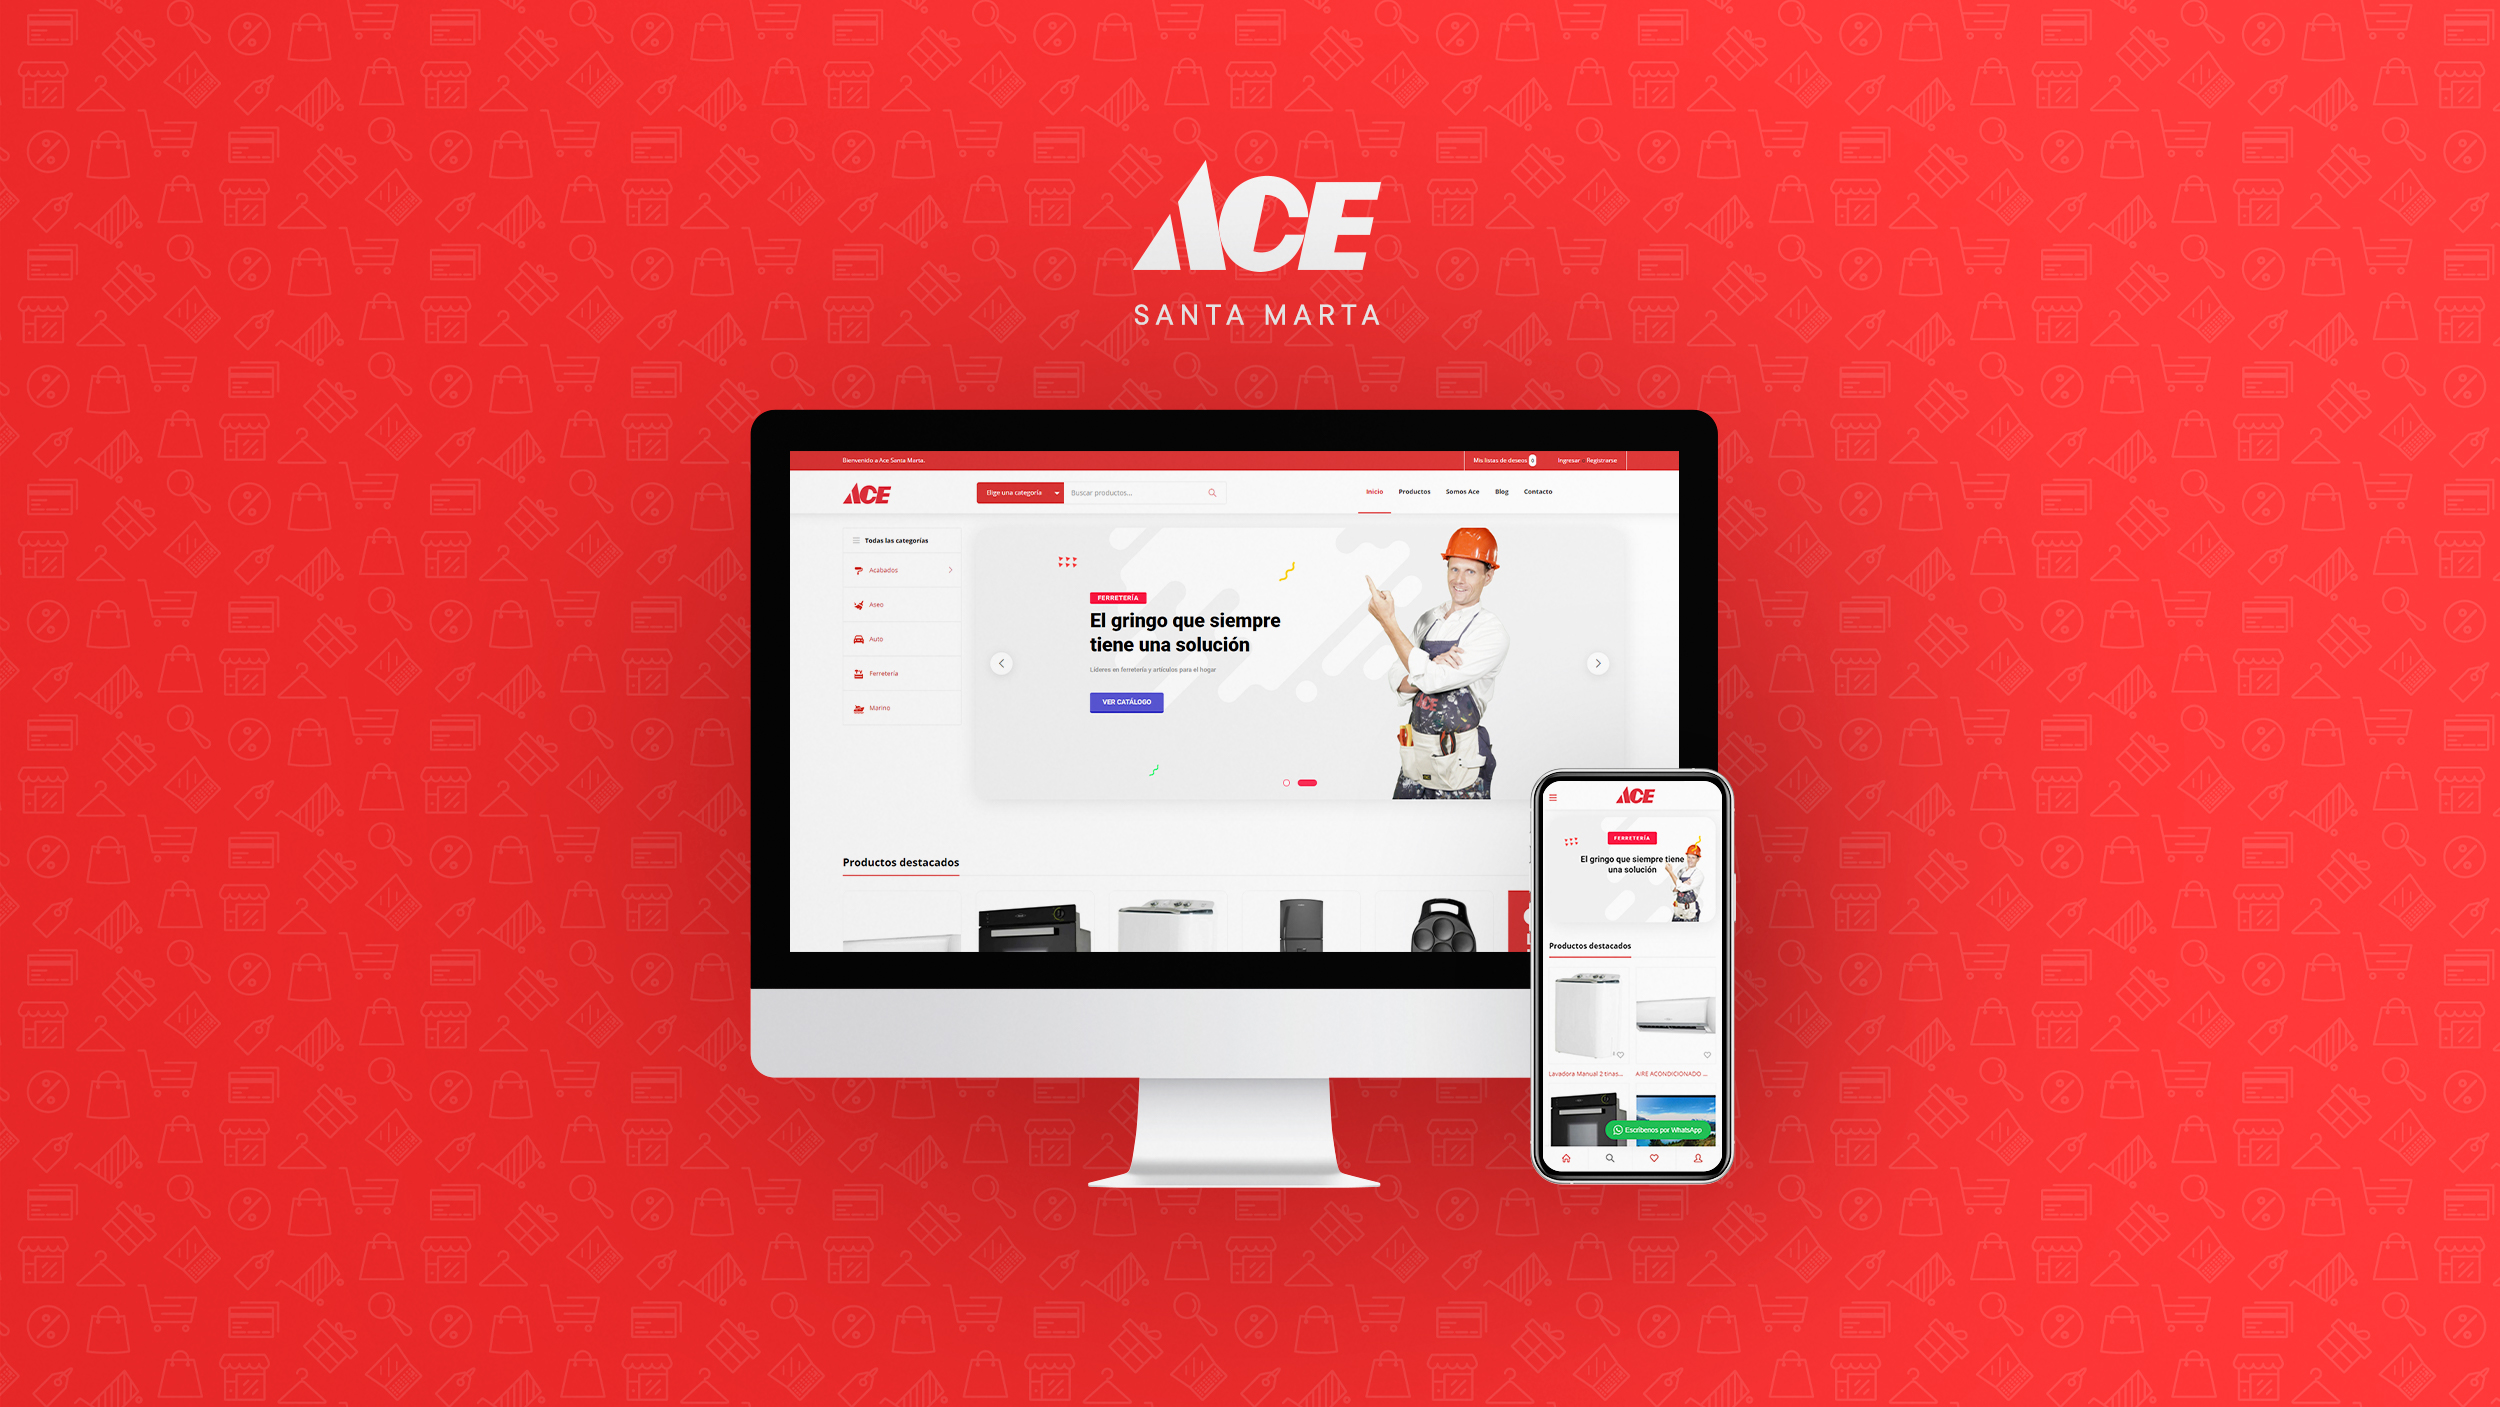 ACE
SANTA MARTA
Bienvenido a Ace Santa Marta.
Mis listas de deseos 0
Ingresar Registrarse
ACE
Elige una categoría
Buscar productos...
Inicio
Productos
Somos Ace
Blog
Contacto
Todas las categorías
Acabados
Aseo
Auto
Ferretería
Marino
FERRETERÍA
El gringo que siempre
tiene una solución
Líderes en ferretería y artículos para el hogar
VER CATÁLOGO
ACE
Productos destacados
ACE
FERRETERÍA
El gringo que siempre tiene
una solución
Productos destacados
Lavadora Manual 2 tinas...
AIRE ACONDICIONADO ...
Escríbenos por WhatsApp